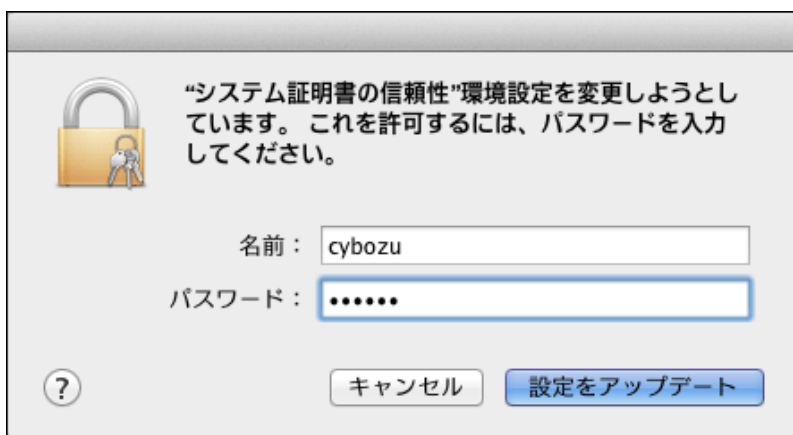 “システム証明書の信頼性”環境設定を変更しようとし
ています。 これを許可するには、パスワードを入力
してください。
名前：
cybozu
パスワード：
••••••
?
キャンセル
設定をアップデート